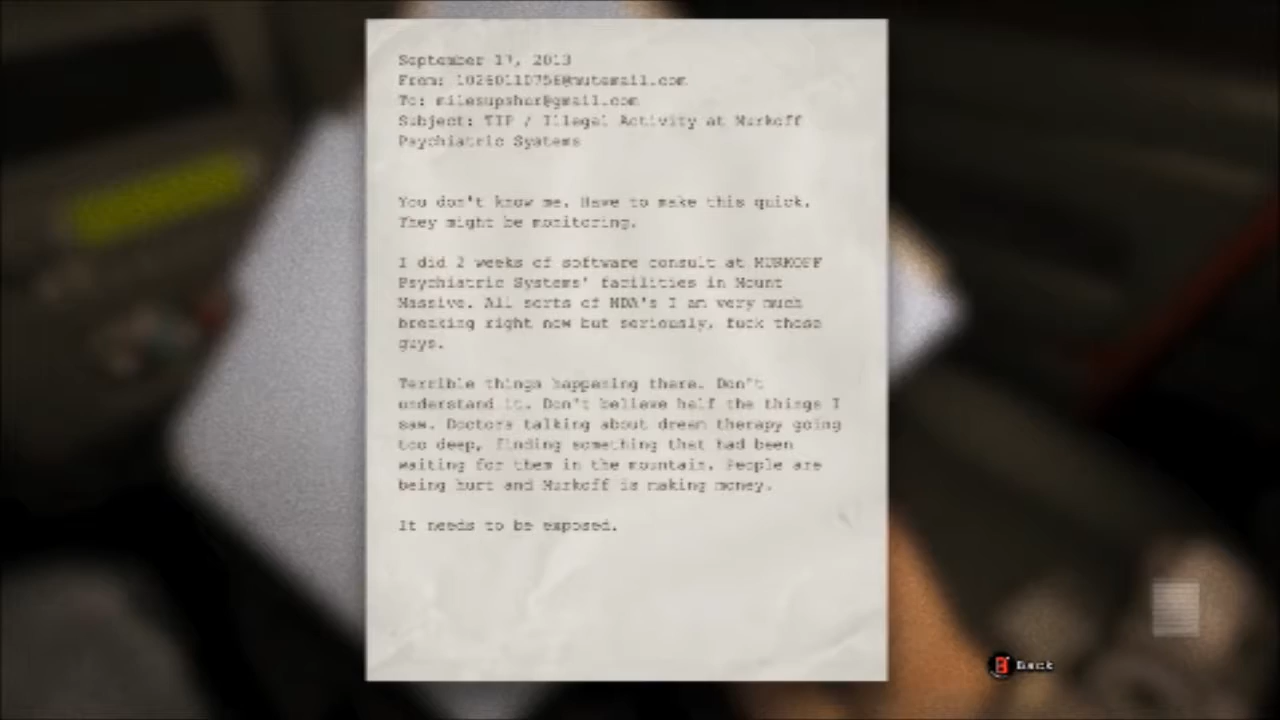 September 17, 2013
From: 10260110756@mutemail.com
To: milesupshur@gmail.com
Subject: TIP / Illegal Activity at Murkoff
Psychiatric Systems
You don't know me. Have to make this quick.
They might be monitoring.
I did 2 weeks of software consult at MURKOFF
Psychiatric Systems' facilities in Mount
Massive. All sorts of NDA's I am very much
breaking right now but seriously, fuck those
guys.
Terrible things happening there. Don't
understand it. Don't believe half the things I
saw. Doctors talking about dream therapy going
too deep, finding something that had been
waiting for them in the mountain. People are
being hurt and Murkoff is making money.
It needs to be exposed.
B Back